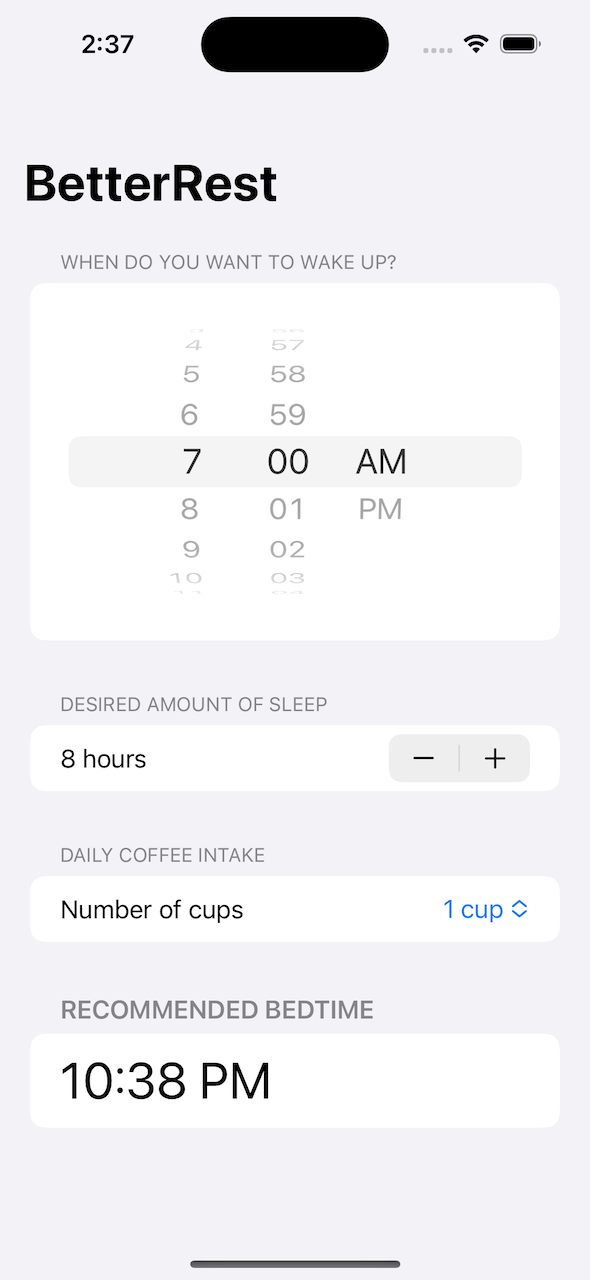 2:37
BetterRest
WHEN DO YOU WANT TO WAKE UP?
4 57
5 58
6 59
7 00 AM
8 01 PM
9 02
10 03
DESIRED AMOUNT OF SLEEP
8 hours − +
DAILY COFFEE INTAKE
Number of cups 1 cup
RECOMMENDED BEDTIME
10:38 PM